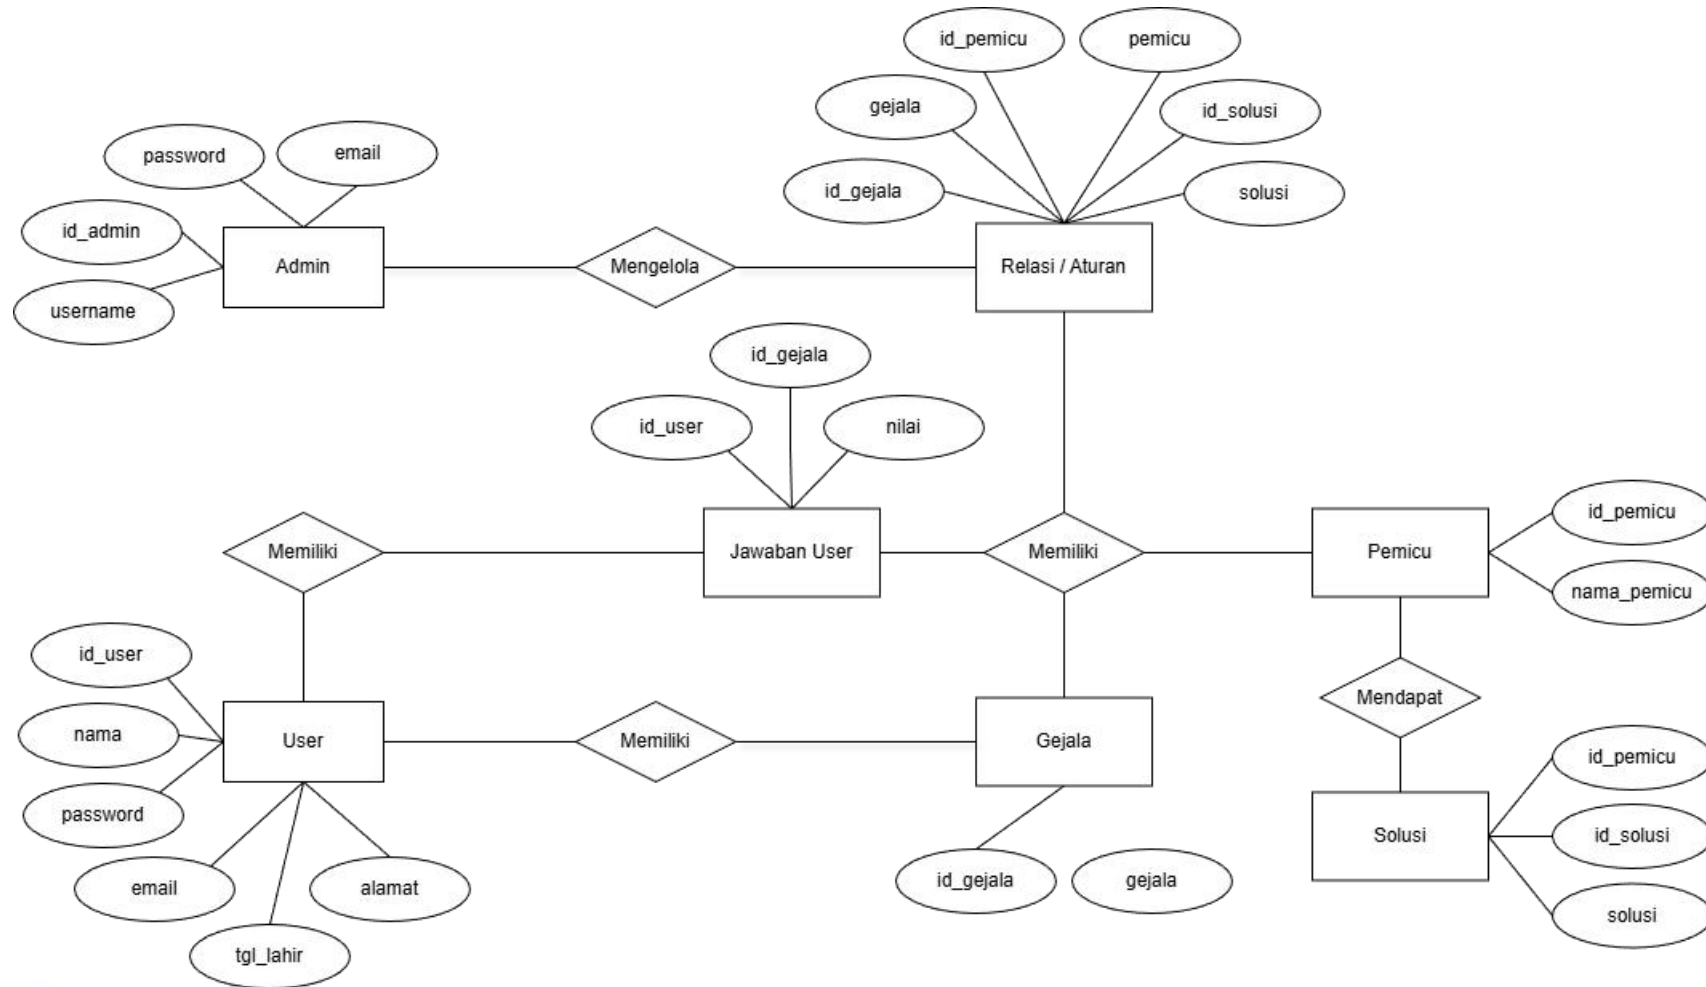 id_pemicu
pemicu
gejala
id_solusi
password
email
id_gejala
solusi
id_admin
username
Admin
Mengelola
Relasi / Aturan
id_gejala
id_user
nilai
Memiliki
Jawaban User
Memiliki
Pemicu
id_pemicu
nama_pemicu
Mendapat
id_user
nama
password
User
Memiliki
Gejala
email
alamat
tgl_lahir
id_gejala
gejala
Solusi
id_pemicu
id_solusi
solusi